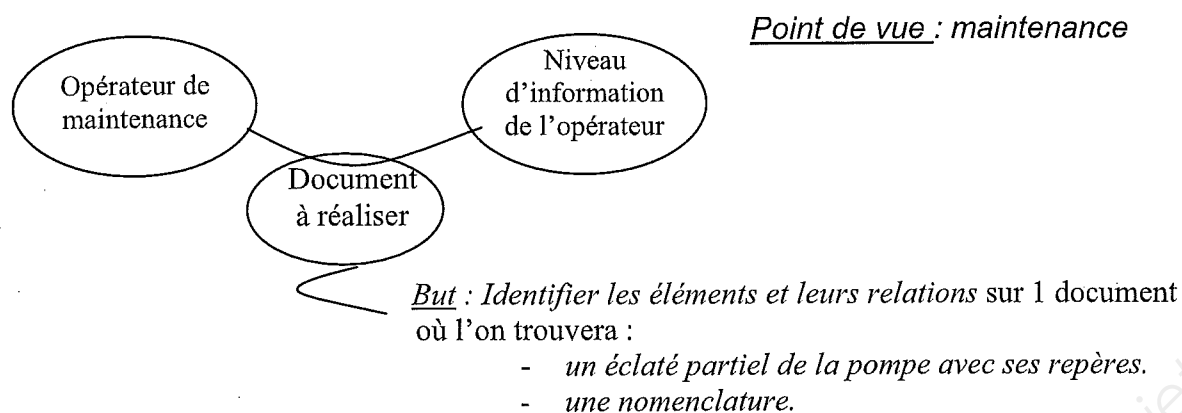 Point de vue : maintenance
Opérateur de
maintenance
Niveau
d'information
de l'opérateur
Document
à réaliser
But : Identifier les éléments et leurs relations sur 1 document
où l'on trouvera :
- un éclaté partiel de la pompe avec ses repères.
- une nomenclature.